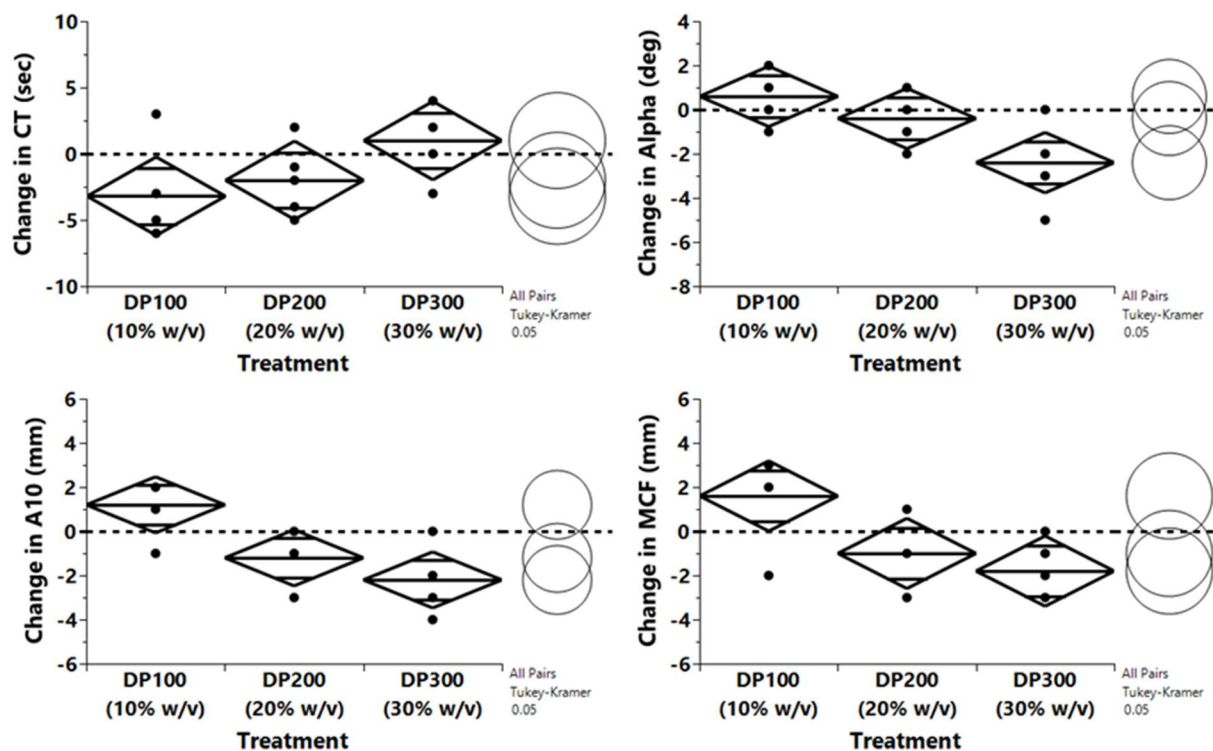 Change in CT (sec)
10
5
0
-5
-10
DP100 DP200 DP300
(10% w/v) (20% w/v) (30% w/v)
Treatment
All Pairs
Tukey-Kramer
0.05
Change in Alpha (deg)
4
2
0
-2
-4
-6
-8
DP100 DP200 DP300
(10% w/v) (20% w/v) (30% w/v)
Treatment
All Pairs
Tukey-Kramer
0.05
Change in A10 (mm)
6
4
2
0
-2
-4
-6
DP100 DP200 DP300
(10% w/v) (20% w/v) (30% w/v)
Treatment
All Pairs
Tukey-Kramer
0.05
Change in MCF (mm)
6
4
2
0
-2
-4
-6
DP100 DP200 DP300
(10% w/v) (20% w/v) (30% w/v)
Treatment
All Pairs
Tukey-Kramer
0.05